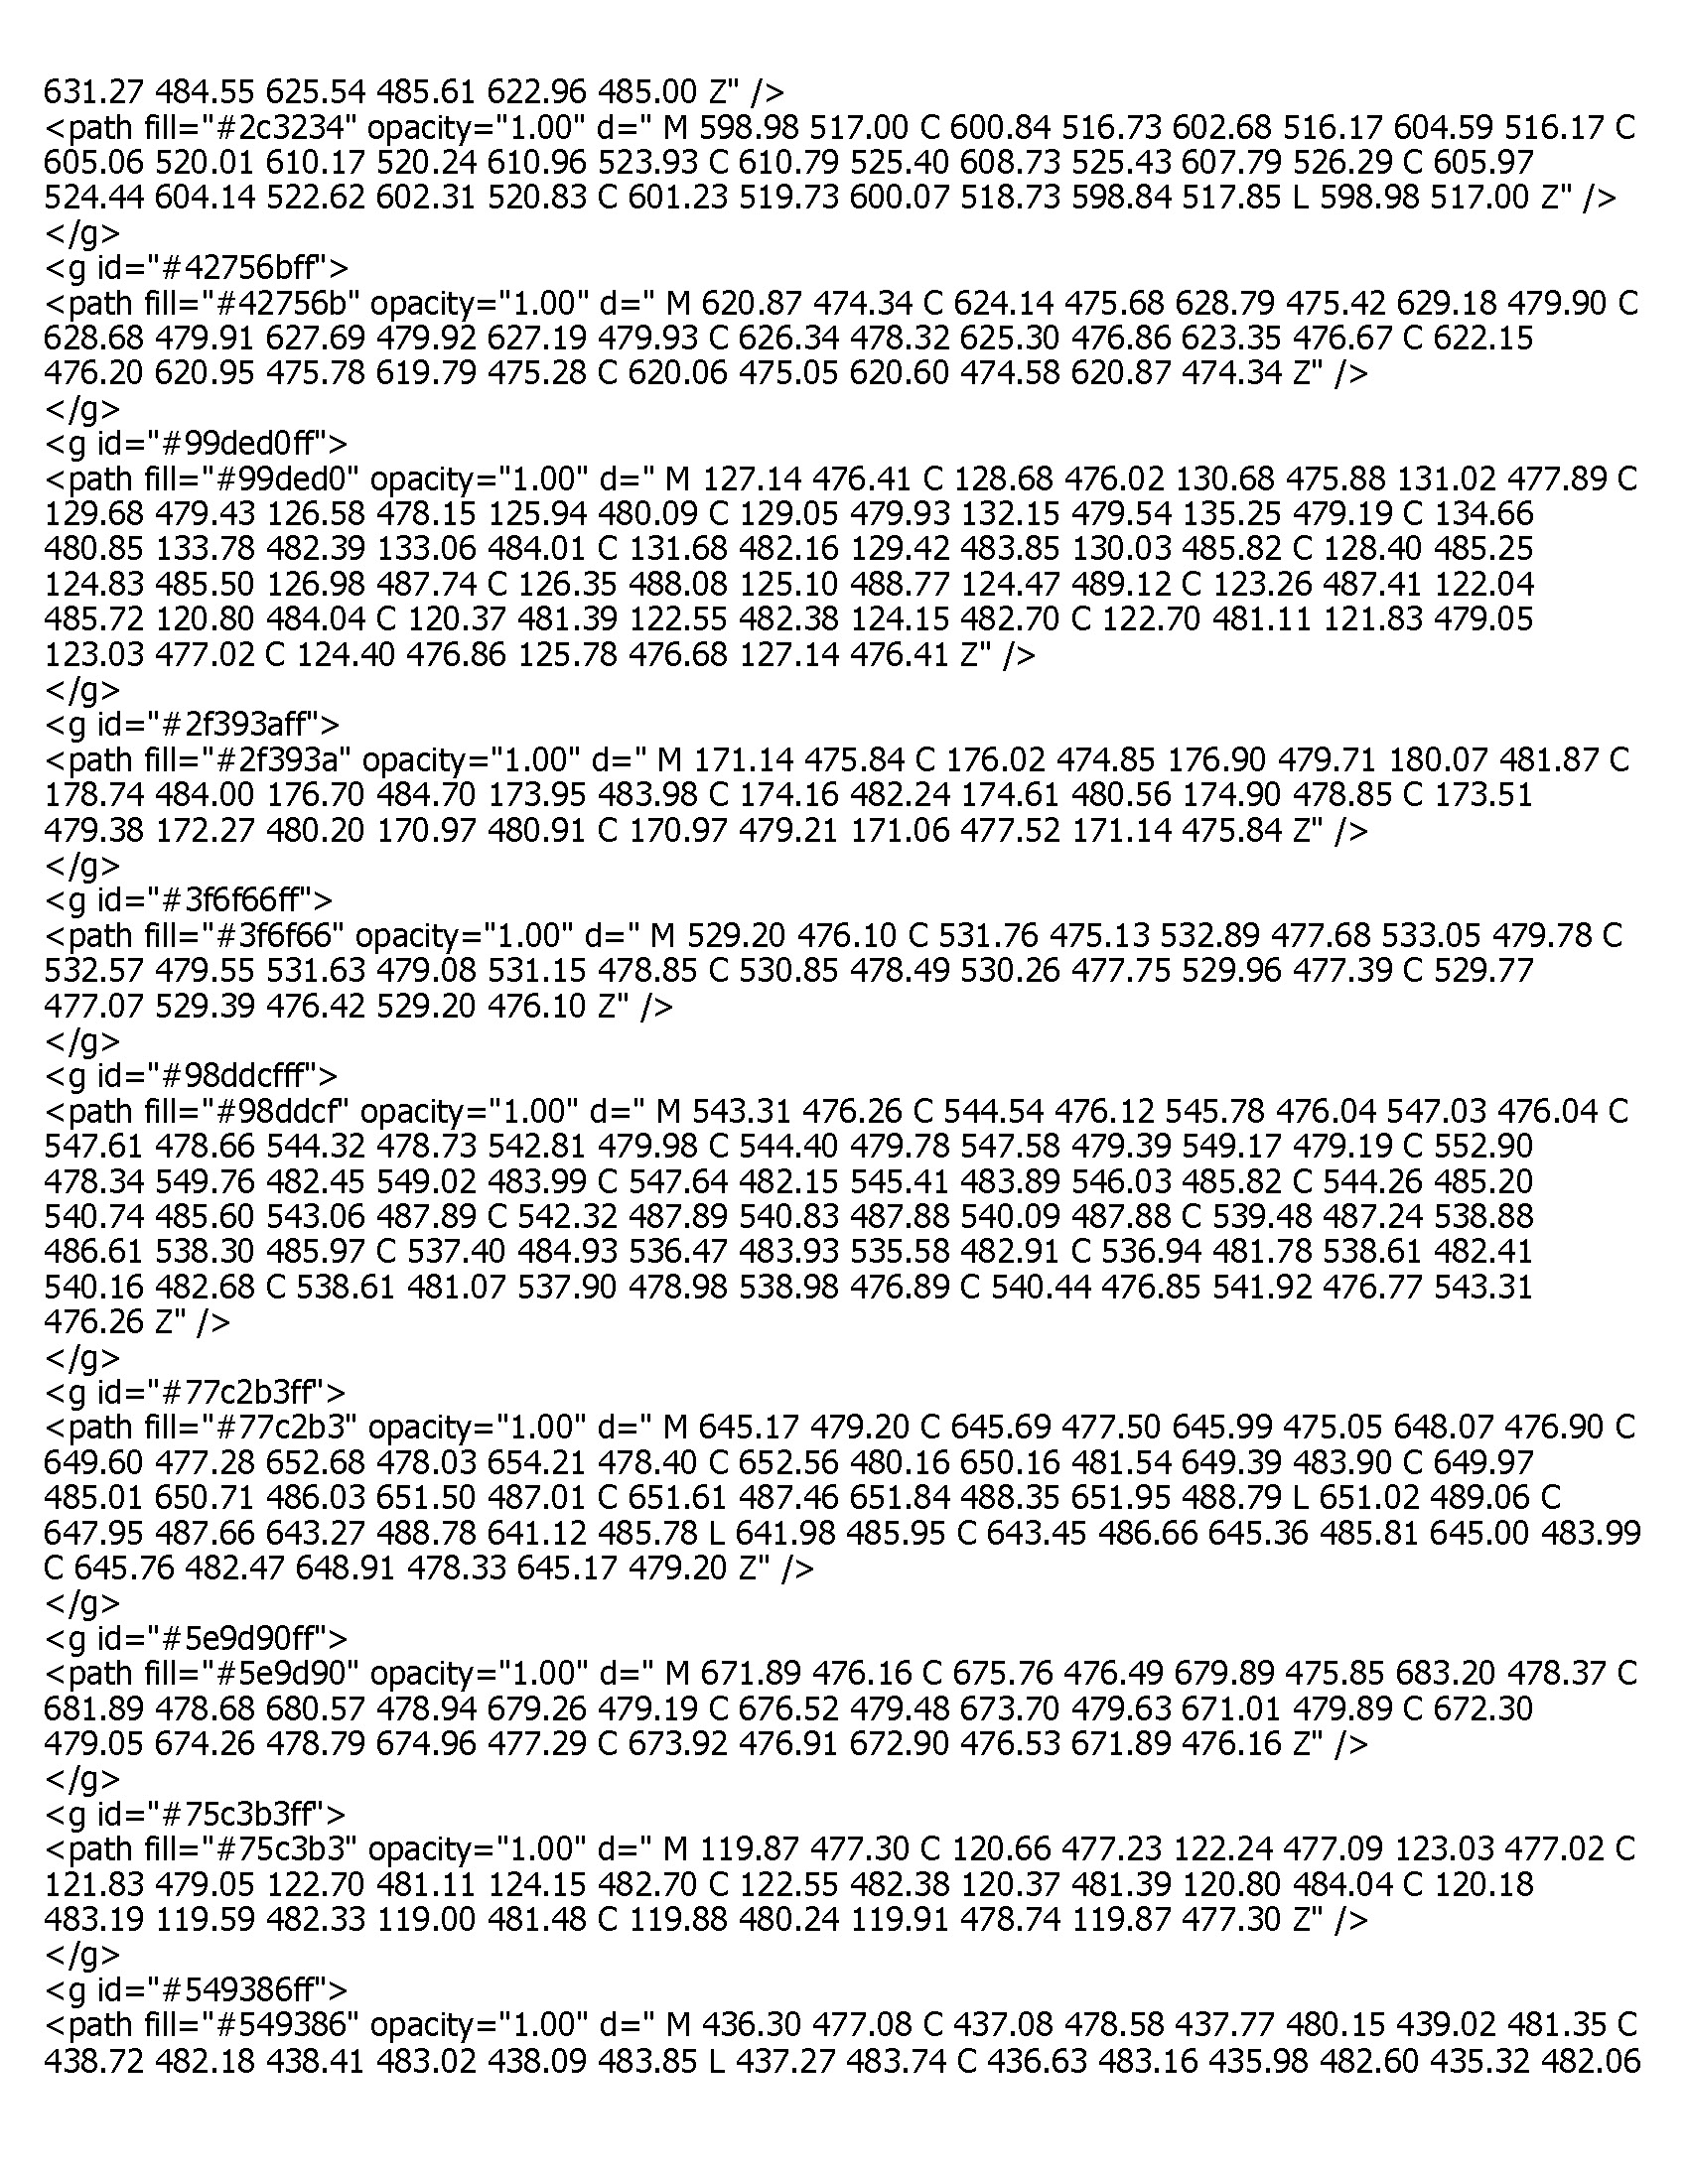 631.27 484.55 625.54 485.61 622.96 485.00 Z" />
<path fill="#2c3234" opacity="1.00" d=" M 598.98 517.00 C 600.84 516.73 602.68 516.17 604.59 516.17 C
605.06 520.01 610.17 520.24 610.96 523.93 C 610.79 525.40 608.73 525.43 607.79 526.29 C 605.97
524.44 604.14 522.62 602.31 520.83 C 601.23 519.73 600.07 518.73 598.84 517.85 L 598.98 517.00 Z" />
</g>
<g id="#42756bff">
<path fill="#42756b" opacity="1.00" d=" M 620.87 474.34 C 624.14 475.68 628.79 475.42 629.18 479.90 C
628.68 479.91 627.69 479.92 627.19 479.93 C 626.34 478.32 625.30 476.86 623.35 476.67 C 622.15
476.20 620.95 475.78 619.79 475.28 C 620.06 475.05 620.60 474.58 620.87 474.34 Z" />
</g>
<g id="#99ded0ff">
<path fill="#99ded0" opacity="1.00" d=" M 127.14 476.41 C 128.68 476.02 130.68 475.88 131.02 477.89 C
129.68 479.43 126.58 478.15 125.94 480.09 C 129.05 479.93 132.15 479.54 135.25 479.19 C 134.66
480.85 133.78 482.39 133.06 484.01 C 131.68 482.16 129.42 483.85 130.03 485.82 C 128.40 485.25
124.83 485.50 126.98 487.74 C 126.35 488.08 125.10 488.77 124.47 489.12 C 123.26 487.41 122.04
485.72 120.80 484.04 C 120.37 481.39 122.55 482.38 124.15 482.70 C 122.70 481.11 121.83 479.05
123.03 477.02 C 124.40 476.86 125.78 476.68 127.14 476.41 Z" />
</g>
<g id="#2f393aff">
<path fill="#2f393a" opacity="1.00" d=" M 171.14 475.84 C 176.02 474.85 176.90 479.71 180.07 481.87 C
178.74 484.00 176.70 484.70 173.95 483.98 C 174.16 482.24 174.61 480.56 174.90 478.85 C 173.51
479.38 172.27 480.20 170.97 480.91 C 170.97 479.21 171.06 477.52 171.14 475.84 Z" />
</g>
<g id="#3f6f66ff">
<path fill="#3f6f66" opacity="1.00" d=" M 529.20 476.10 C 531.76 475.13 532.89 477.68 533.05 479.78 C
532.57 479.55 531.63 479.08 531.15 478.85 C 530.85 478.49 530.26 477.75 529.96 477.39 C 529.77
477.07 529.39 476.42 529.20 476.10 Z" />
</g>
<g id="#98ddcfff">
<path fill="#98ddcf" opacity="1.00" d=" M 543.31 476.26 C 544.54 476.12 545.78 476.04 547.03 476.04 C
547.61 478.66 544.32 478.73 542.81 479.98 C 544.40 479.78 547.58 479.39 549.17 479.19 C 552.90
478.34 549.76 482.45 549.02 483.99 C 547.64 482.15 545.41 483.89 546.03 485.82 C 544.26 485.20
540.74 485.60 543.06 487.89 C 542.32 487.89 540.83 487.88 540.09 487.88 C 539.48 487.24 538.88
486.61 538.30 485.97 C 537.40 484.93 536.47 483.93 535.58 482.91 C 536.94 481.78 538.61 482.41
540.16 482.68 C 538.61 481.07 537.90 478.98 538.98 476.89 C 540.44 476.85 541.92 476.77 543.31
476.26 Z" />
</g>
<g id="#77c2b3ff">
<path fill="#77c2b3" opacity="1.00" d=" M 645.17 479.20 C 645.69 477.50 645.99 475.05 648.07 476.90 C
649.60 477.28 652.68 478.03 654.21 478.40 C 652.56 480.16 650.16 481.54 649.39 483.90 C 649.97
485.01 650.71 486.03 651.50 487.01 C 651.61 487.46 651.84 488.35 651.95 488.79 L 651.02 489.06 C
647.95 487.66 643.27 488.78 641.12 485.78 L 641.98 485.95 C 643.45 486.66 645.36 485.81 645.00 483.99
C 645.76 482.47 648.91 478.33 645.17 479.20 Z" />
</g>
<g id="#5e9d90ff">
<path fill="#5e9d90" opacity="1.00" d=" M 671.89 476.16 C 675.76 476.49 679.89 475.85 683.20 478.37 C
681.89 478.68 680.57 478.94 679.26 479.19 C 676.52 479.48 673.70 479.63 671.01 479.89 C 672.30
479.05 674.26 478.79 674.96 477.29 C 673.92 476.91 672.90 476.53 671.89 476.16 Z" />
</g>
<g id="#75c3b3ff">
<path fill="#75c3b3" opacity="1.00" d=" M 119.87 477.30 C 120.66 477.23 122.24 477.09 123.03 477.02 C
121.83 479.05 122.70 481.11 124.15 482.70 C 122.55 482.38 120.37 481.39 120.80 484.04 C 120.18
483.19 119.59 482.33 119.00 481.48 C 119.88 480.24 119.91 478.74 119.87 477.30 Z" />
</g>
<g id="#549386ff">
<path fill="#549386" opacity="1.00" d=" M 436.30 477.08 C 437.08 478.58 437.77 480.15 439.02 481.35 C
438.72 482.18 438.41 483.02 438.09 483.85 L 437.27 483.74 C 436.63 483.16 435.98 482.60 435.32 482.06